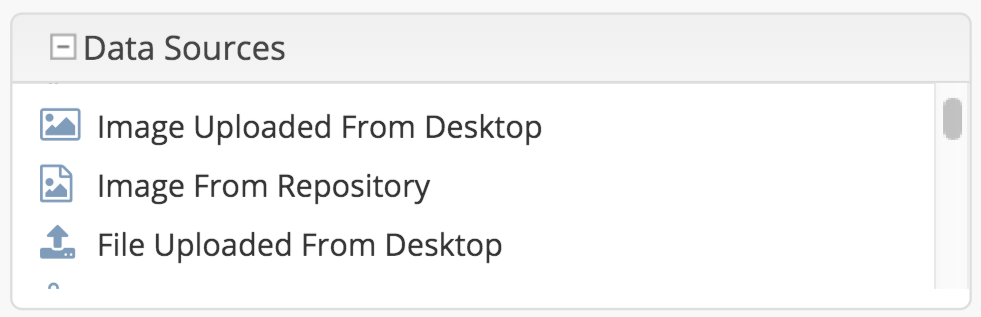 Data Sources
Image Uploaded From Desktop
Image From Repository
File Uploaded From Desktop